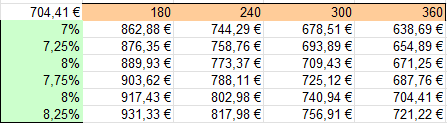 704,41 € 180 240 300 360
7% 862,88 € 744,29 € 678,51 € 638,69 €
7,25% 876,35 € 758,76 € 693,89 € 654,89 €
8% 889,93 € 773,37 € 709,43 € 671,25 €
7,75% 903,62 € 788,11 € 725,12 € 687,76 €
8% 917,43 € 802,98 € 740,94 € 704,41 €
8,25% 931,33 € 817,98 € 756,91 € 721,22 €